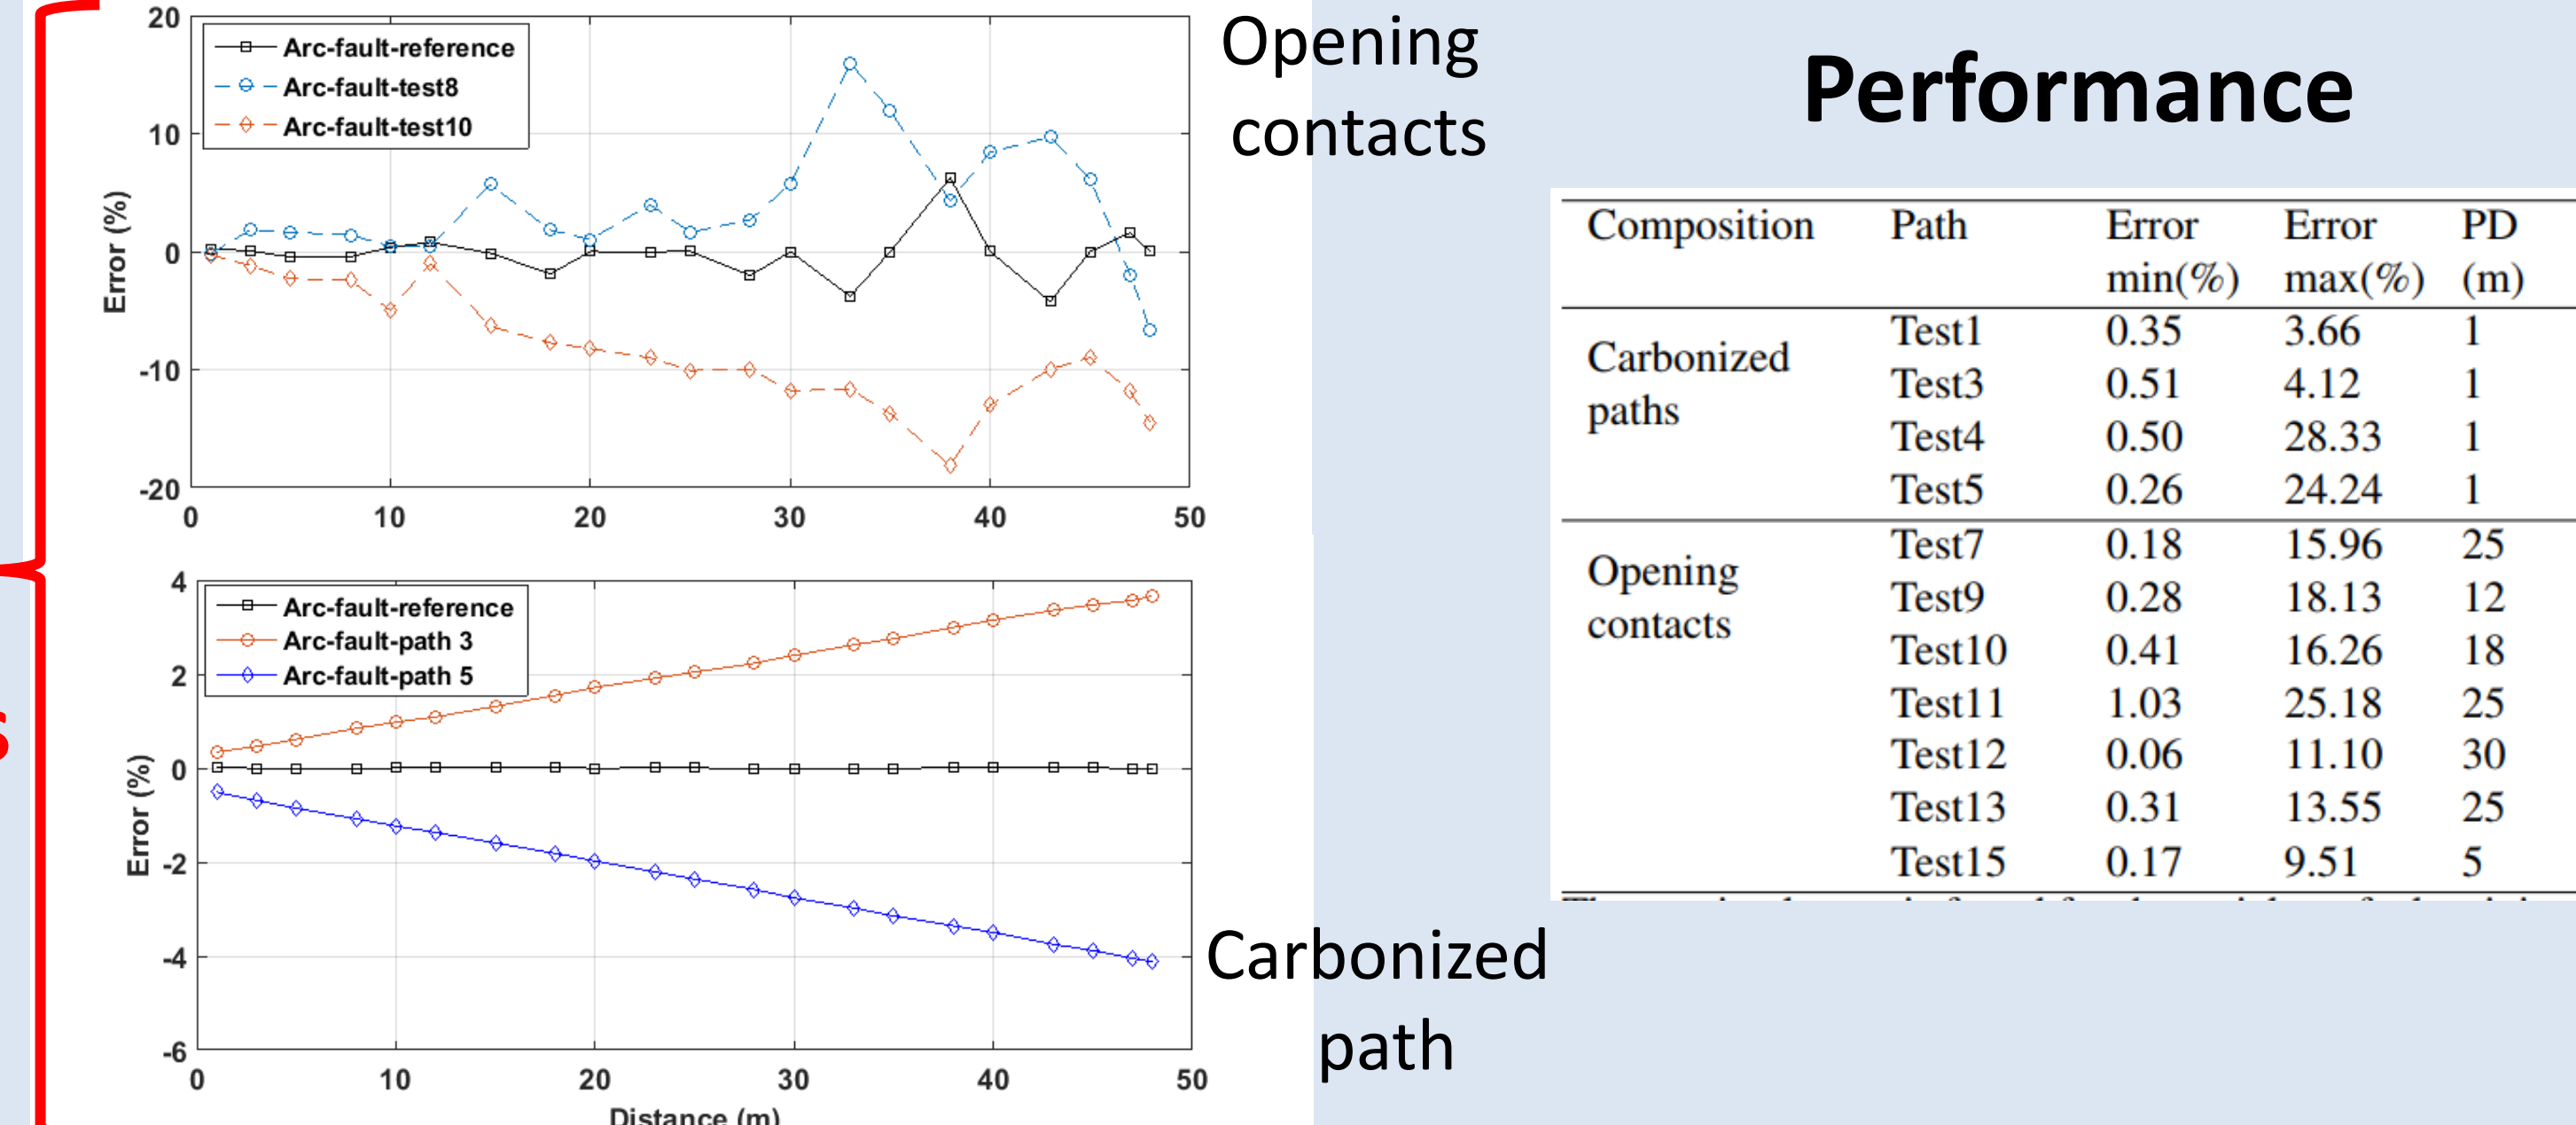 20
10
0
-10
-20
Error (%)
Arc-fault-reference
Arc-fault-test8
Arc-fault-test10
0 10 20 30 40 50
Opening
contacts
4
2
0
-2
-4
-6
Error (%)
Arc-fault-reference
Arc-fault-path 3
Arc-fault-path 5
0 10 20 30 40 50
Distance (m)
Carbonized
path
s
Performance
Composition Path Error Error PD
min(%) max(%) (m)
Carbonized
paths
Test1 0.35 3.66 1
Test3 0.51 4.12 1
Test4 0.50 28.33 1
Test5 0.26 24.24 1
Opening
contacts
Test7 0.18 15.96 25
Test9 0.28 18.13 12
Test10 0.41 16.26 18
Test11 1.03 25.18 25
Test12 0.06 11.10 30
Test13 0.31 13.55 25
Test15 0.17 9.51 5